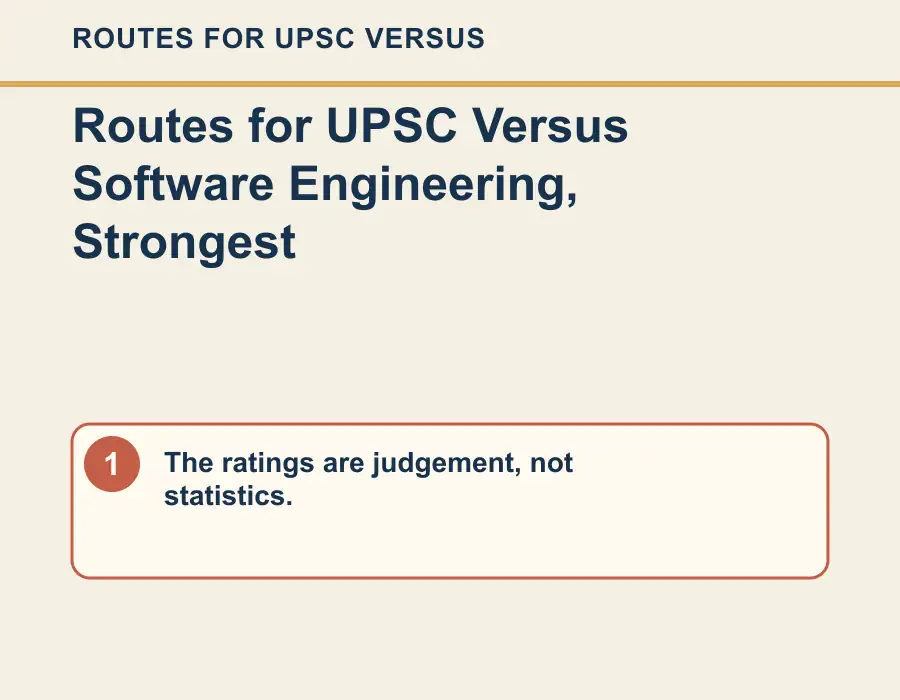 ROUTES FOR UPSC VERSUS
Routes for UPSC Versus
Software Engineering,
Strongest
1
The ratings are judgement, not
statistics.